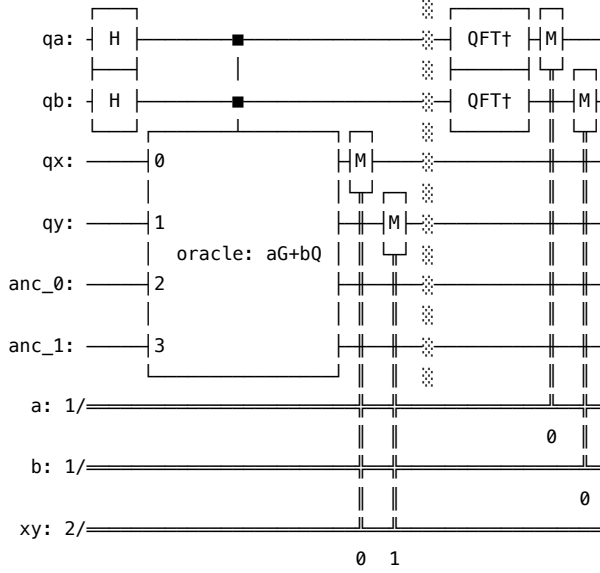 qa: H QFT† M
qb: H QFT† M
qx: 0 M
qy: 1 M
oracle: aG+bQ
anc_0: 2
anc_1: 3
a: 1/
0
b: 1/
0
xy: 2/
0 1